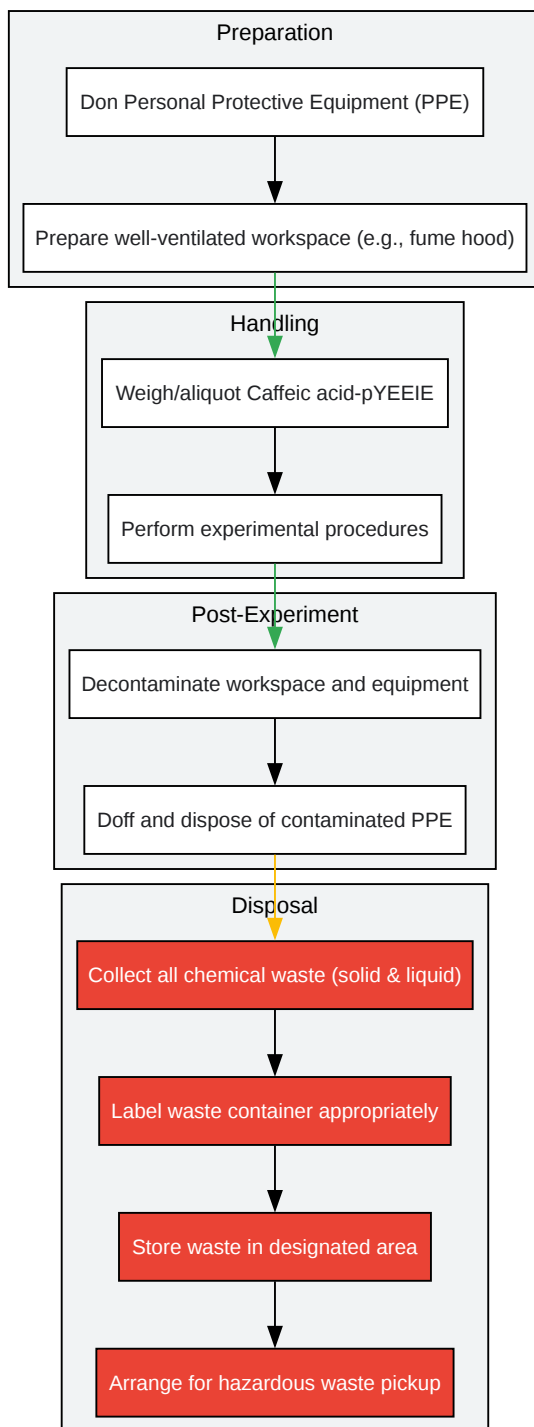 Preparation
Don Personal Protective Equipment (PPE)
Prepare well-ventilated workspace (e.g., fume hood)
Handling
Weigh/aliquot Caffeic acid-pYEEIE
Perform experimental procedures
Post-Experiment
Decontaminate workspace and equipment
Doff and dispose of contaminated PPE
Disposal
Collect all chemical waste (solid & liquid)
Label waste container appropriately
Store waste in designated area
Arrange for hazardous waste pickup